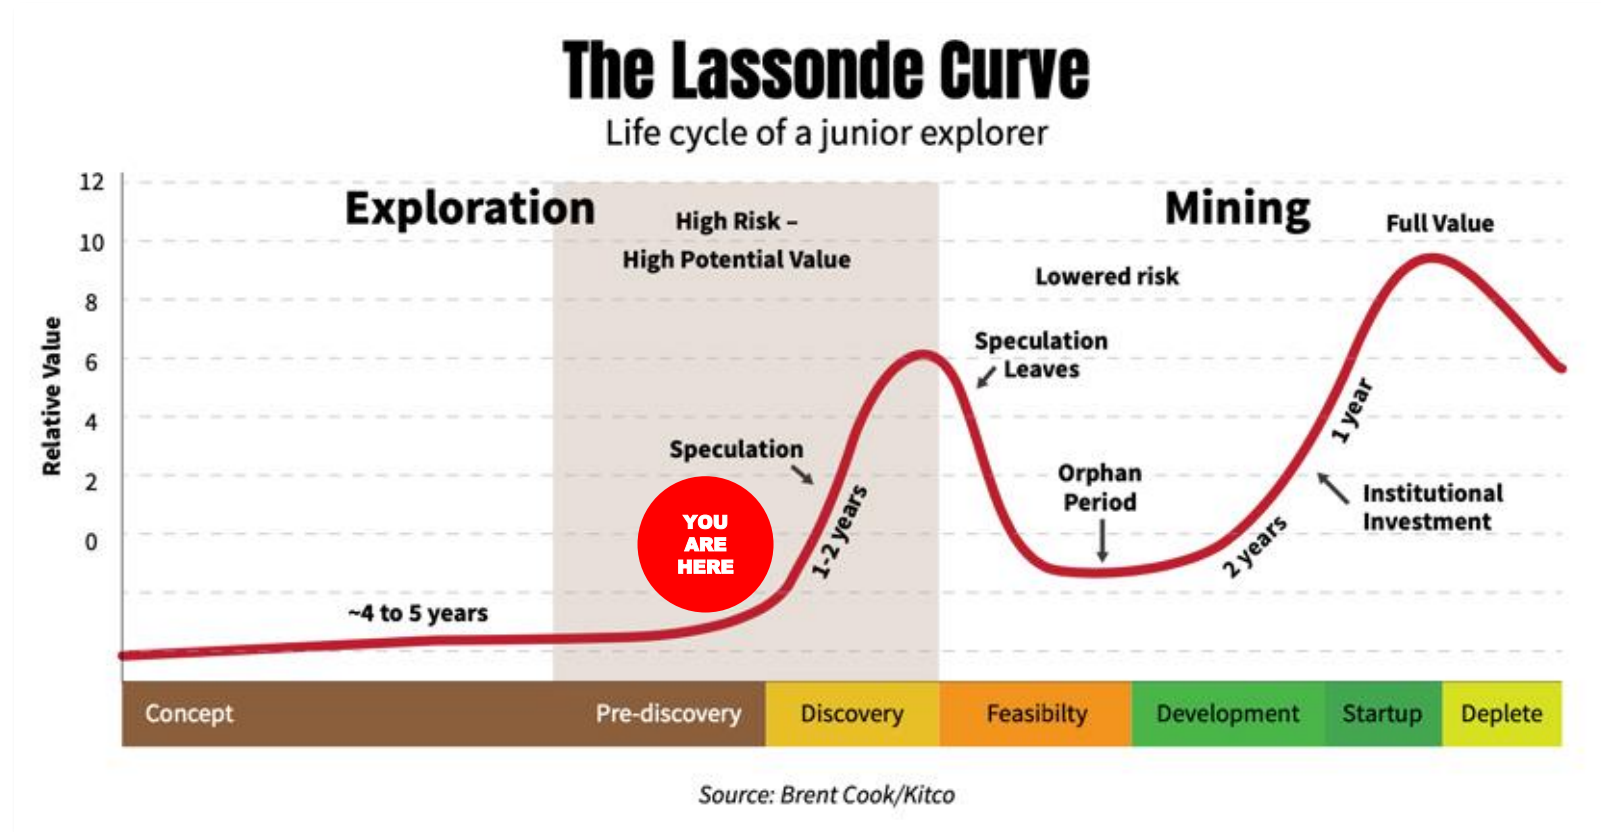 The Lassonde Curve
Life cycle of a junior explorer
Exploration
Mining
High Risk –
High Potential Value
Full Value
Lowered risk
Speculation
Leaves
Speculation
Orphan
Period
Institutional
Investment
YOU
ARE
HERE
~4 to 5 years
1-2 years
2 years
1 year
Relative Value
12
10
8
6
4
2
0
Concept
Pre-discovery
Discovery
Feasibilty
Development
Startup
Deplete
Source: Brent Cook/Kitco